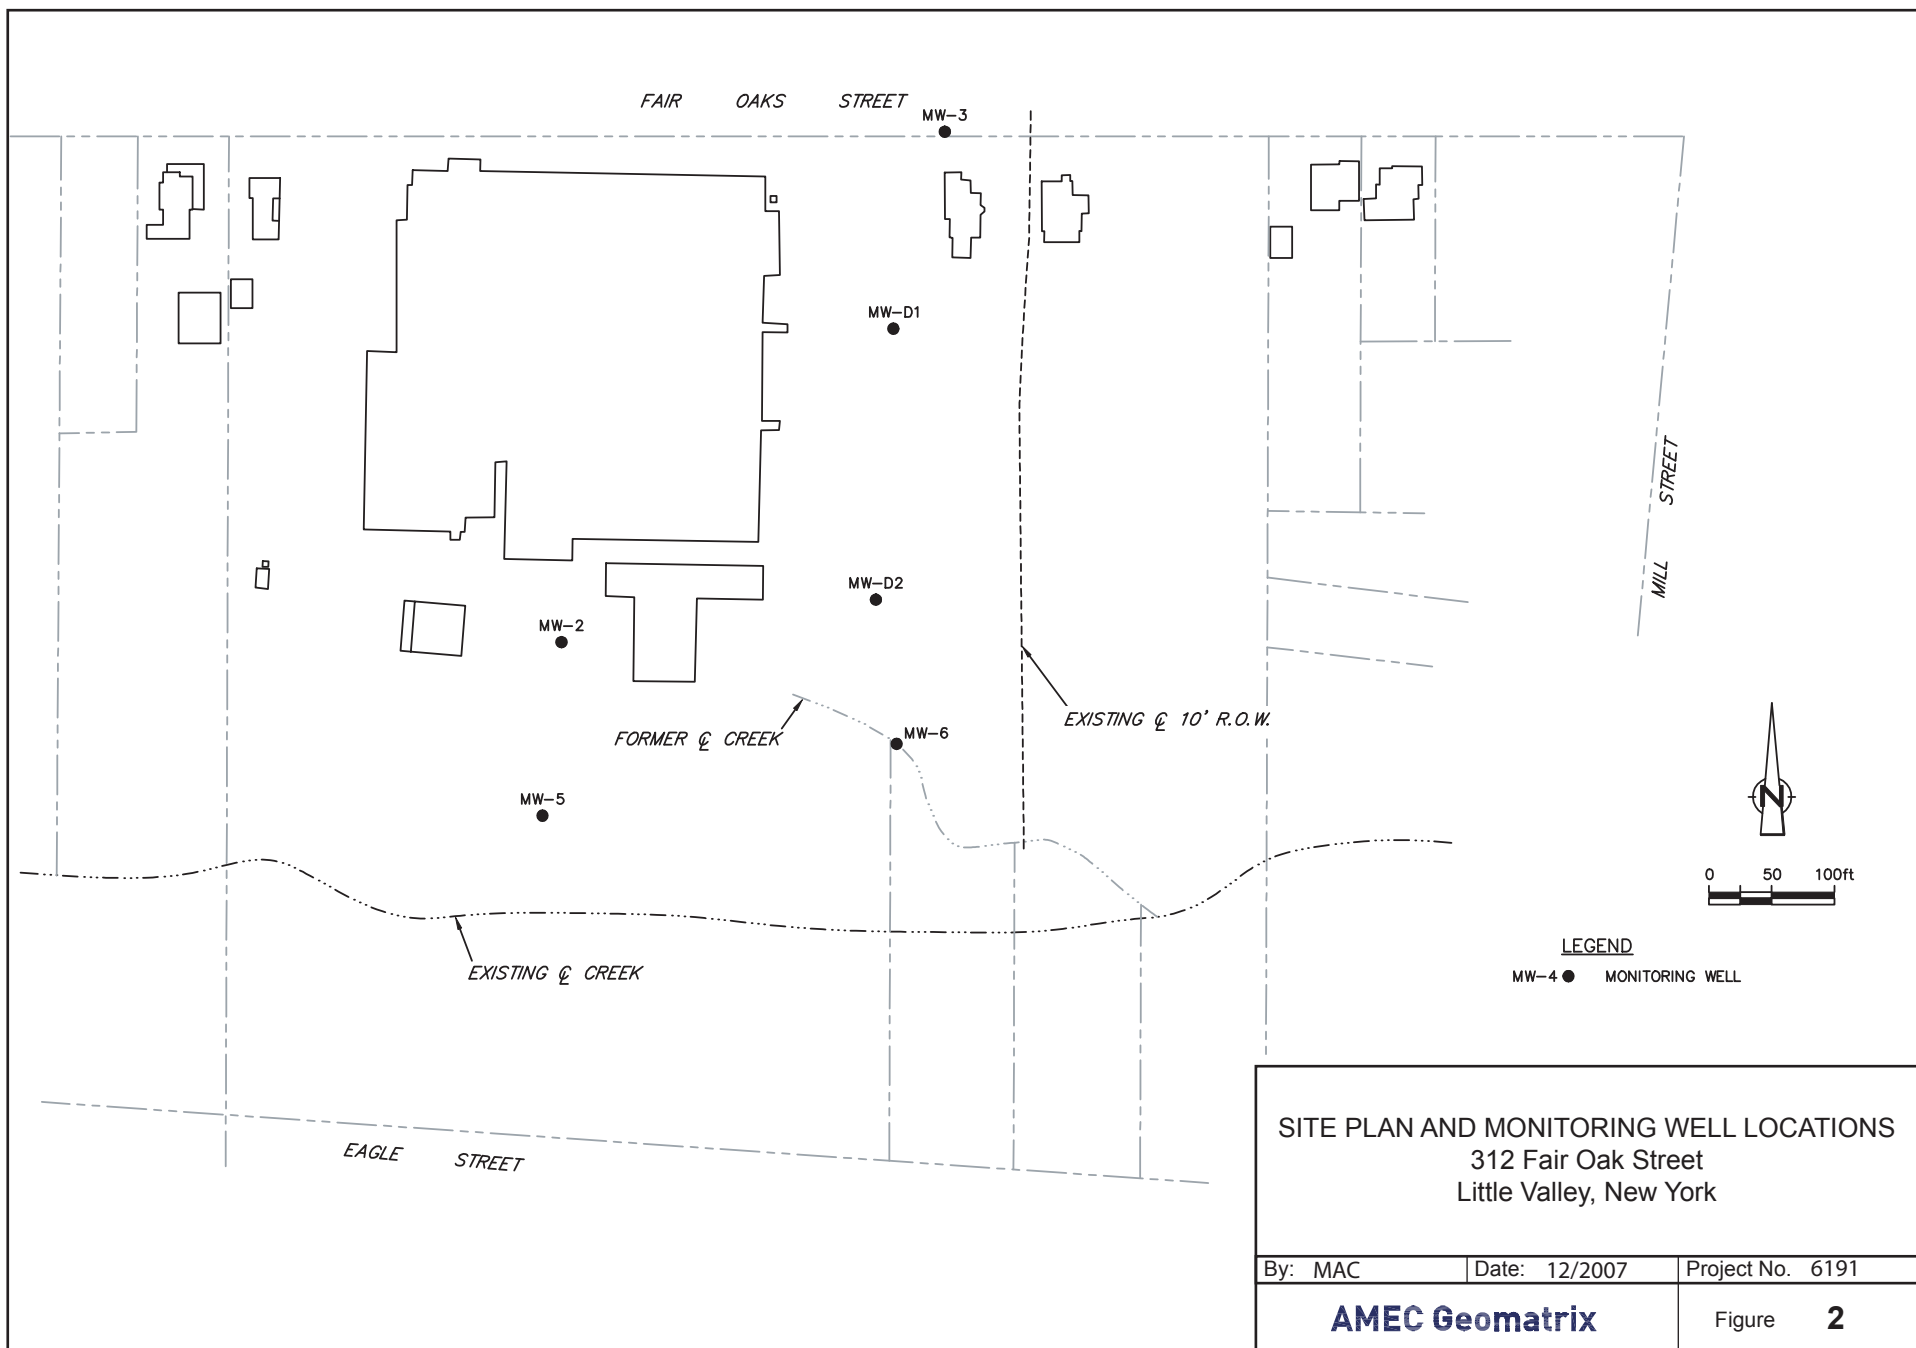 FAIR OAKS STREET
MW-3
MW-D1
MILL STREET
MW-D2
MW-2
EXISTING ℄ 10' R.O.W.
FORMER ℄ CREEK
MW-6
MW-5
N
0 50 100ft
EXISTING ℄ CREEK
LEGEND
MW-4 MONITORING WELL
EAGLE STREET
SITE PLAN AND MONITORING WELL LOCATIONS
312 Fair Oak Street
Little Valley, New York
By: MAC Date: 12/2007 Project No. 6191
AMEC Geomatrix Figure 2